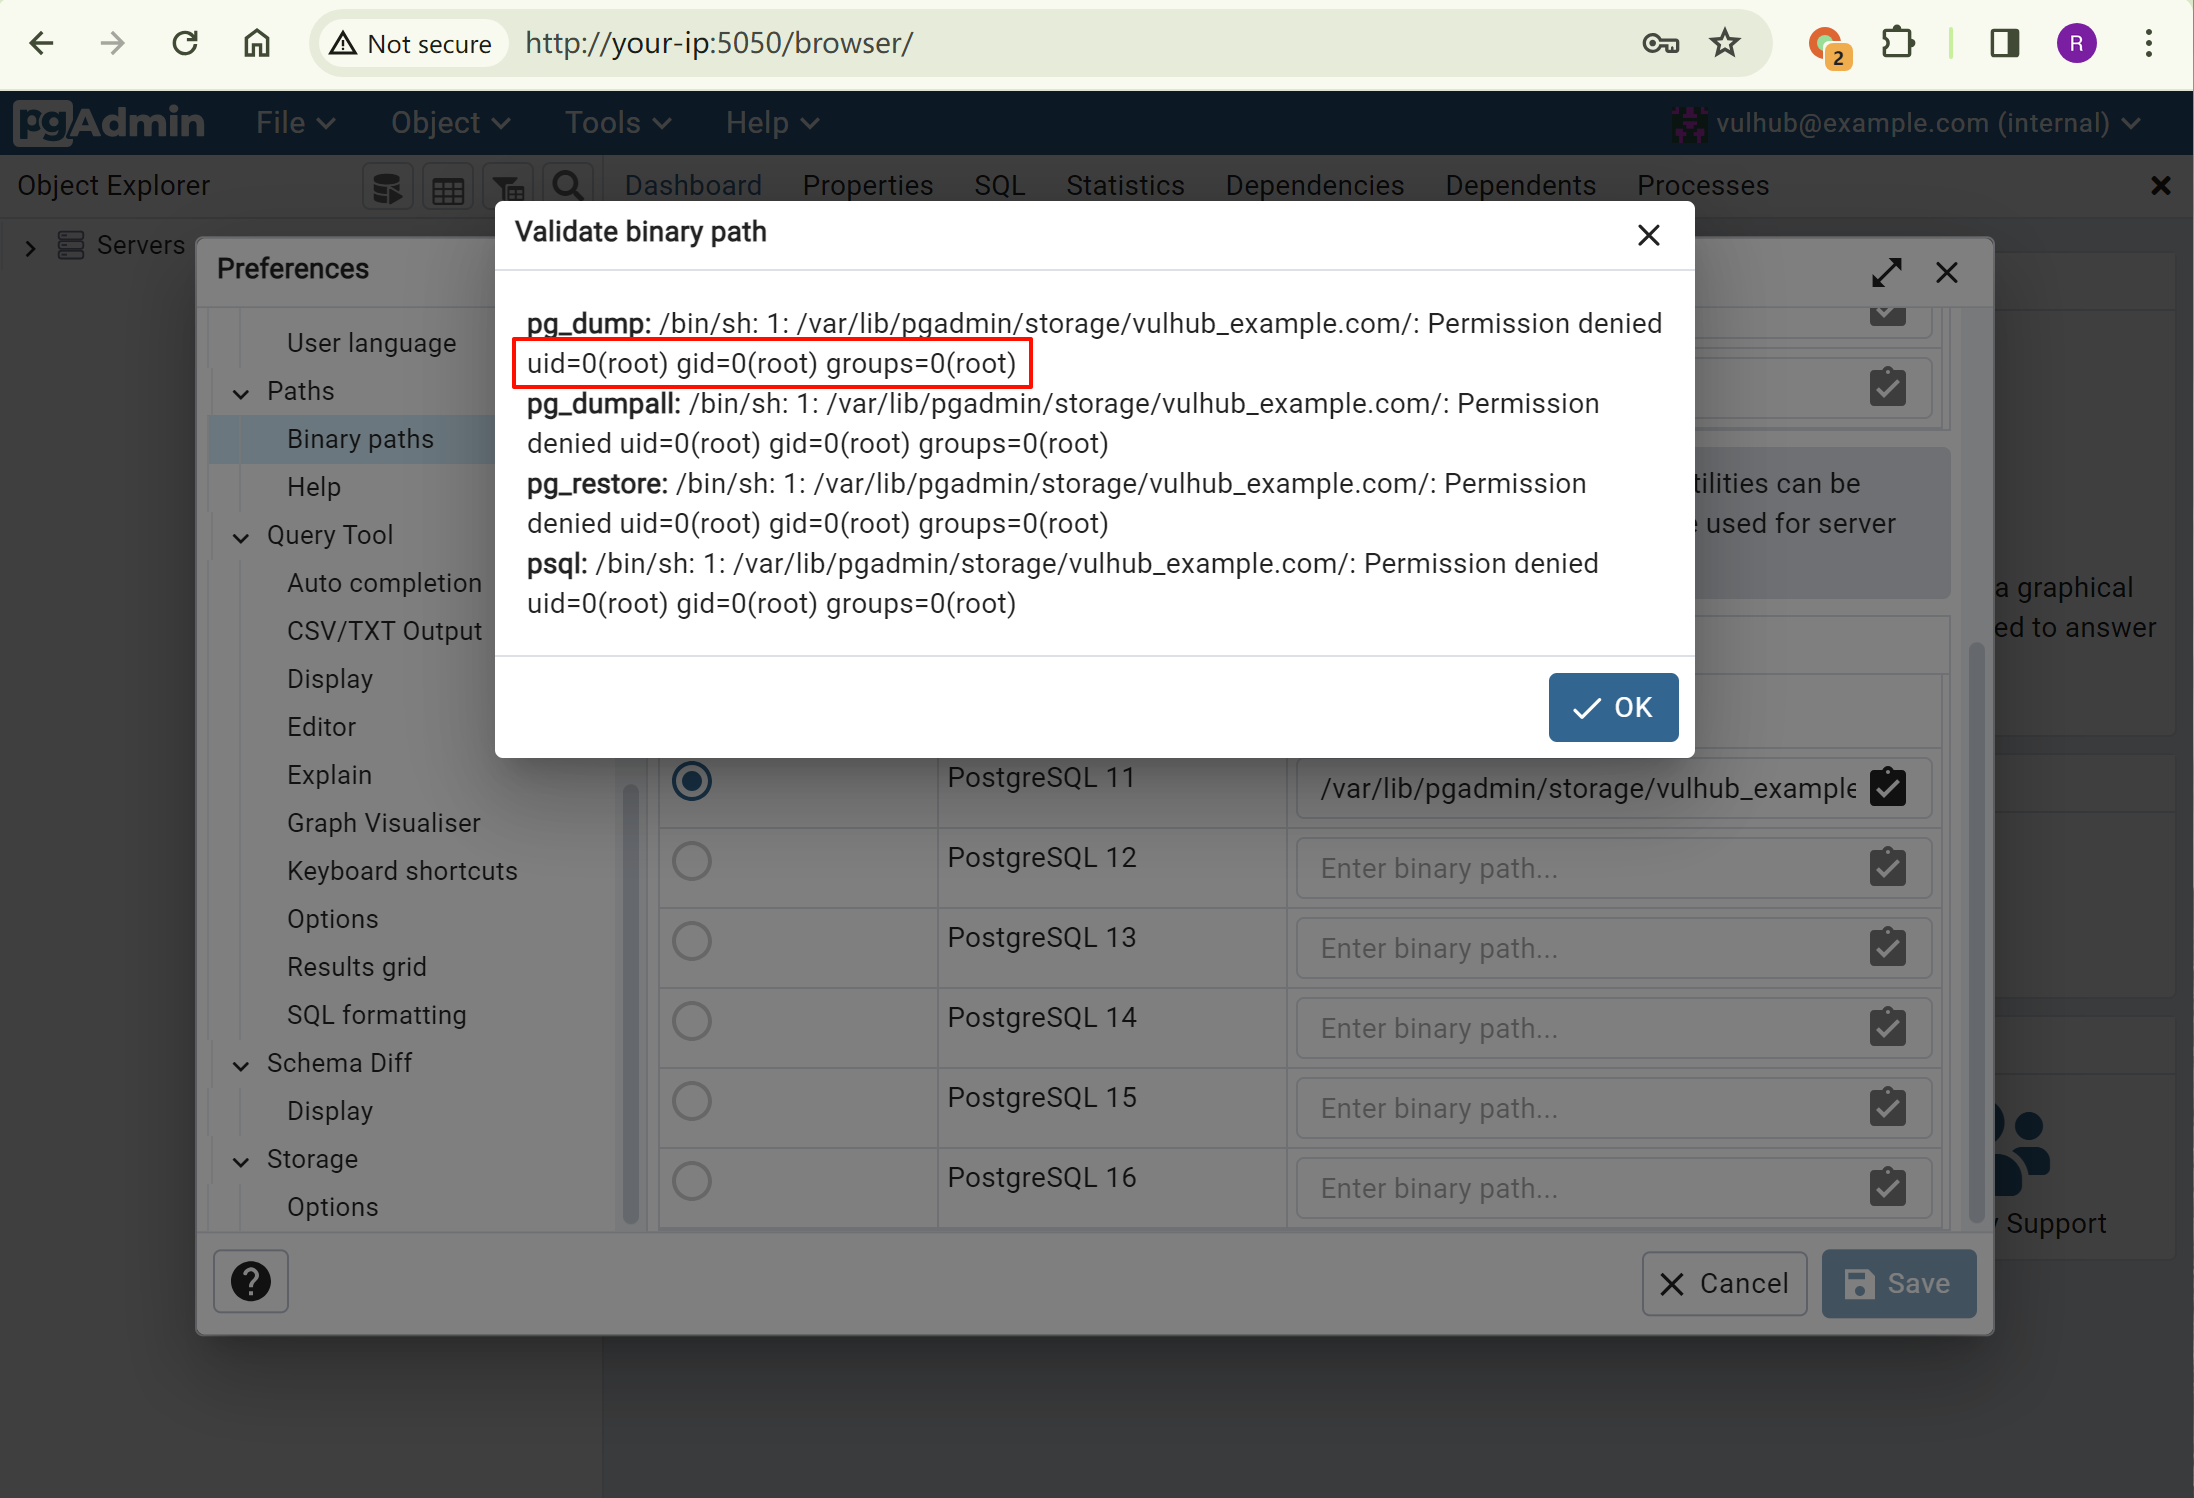 Not secure
http://your-ip:5050/browser/
2
R
pgAdmin
File
Object
Tools
Help
vulhub@example.com (internal)
Object Explorer
Dashboard
Properties
SQL
Statistics
Dependencies
Dependents
Processes
Servers
Preferences
User language
Paths
Binary paths
Help
Query Tool
Auto completion
CSV/TXT Output
Display
Editor
Explain
Graph Visualiser
Keyboard shortcuts
Options
Results grid
SQL formatting
Schema Diff
Display
Storage
Options
Validate binary path
pg_dump: /bin/sh: 1: /var/lib/pgadmin/storage/vulhub_example.com/: Permission denied
uid=0(root) gid=0(root) groups=0(root)
pg_dumpall: /bin/sh: 1: /var/lib/pgadmin/storage/vulhub_example.com/: Permission
denied uid=0(root) gid=0(root) groups=0(root)
pg_restore: /bin/sh: 1: /var/lib/pgadmin/storage/vulhub_example.com/: Permission
denied uid=0(root) gid=0(root) groups=0(root)
psql: /bin/sh: 1: /var/lib/pgadmin/storage/vulhub_example.com/: Permission denied
uid=0(root) gid=0(root) groups=0(root)
OK
tilities can be
used for server
a graphical
ed to answer
PostgreSQL 11
/var/lib/pgadmin/storage/vulhub_example
PostgreSQL 12
Enter binary path...
PostgreSQL 13
Enter binary path...
PostgreSQL 14
Enter binary path...
PostgreSQL 15
Enter binary path...
PostgreSQL 16
Enter binary path...
Support
?
Cancel
Save